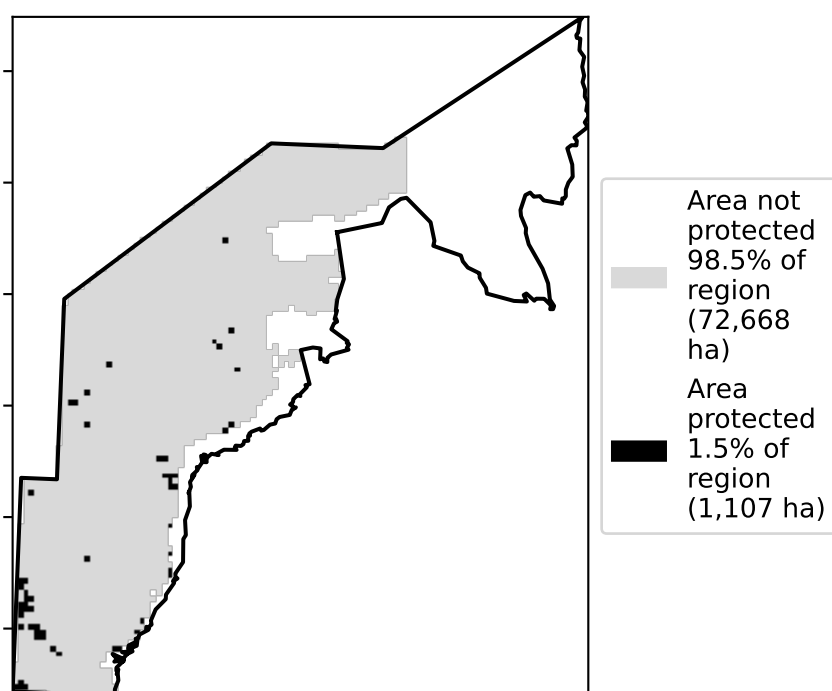 Area not
protected
98.5% of
region
(72,668
ha)
Area
protected
1.5% of
region
(1,107 ha)